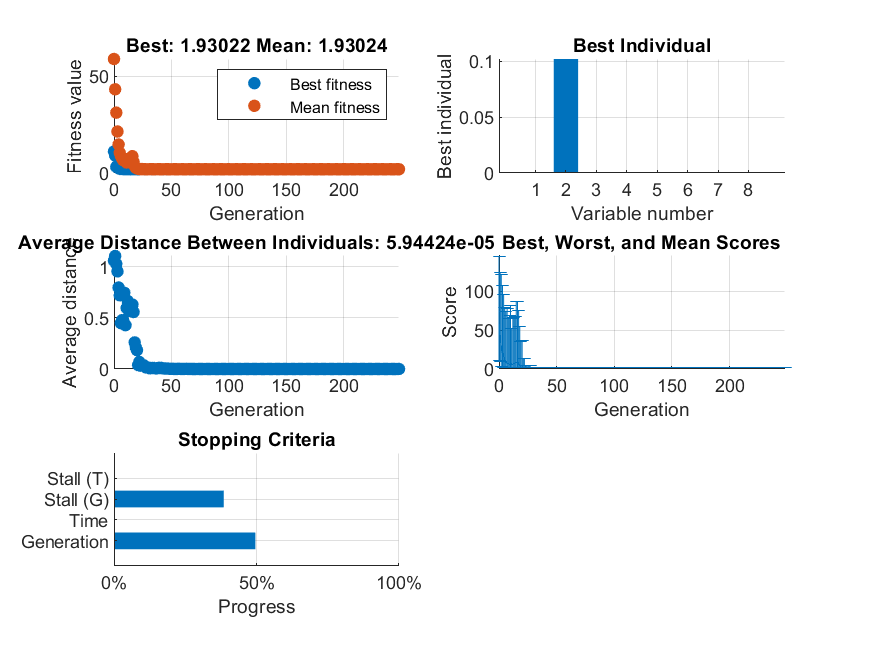 Best: 1.93022 Mean: 1.93024
Fitness value
50
0
Best fitness
Mean fitness
0 50 100 150 200
Generation
Best Individual
Best individual
0.1
0.05
0
1 2 3 4 5 6 7 8
Variable number
Average Distance Between Individuals: 5.94424e-05
Average distance
1
0.5
0
0 50 100 150 200
Generation
Best, Worst, and Mean Scores
Score
100
50
0
0 50 100 150 200
Generation
Stopping Criteria
Stall (T)
Stall (G)
Time
Generation
0% 50% 100%
Progress